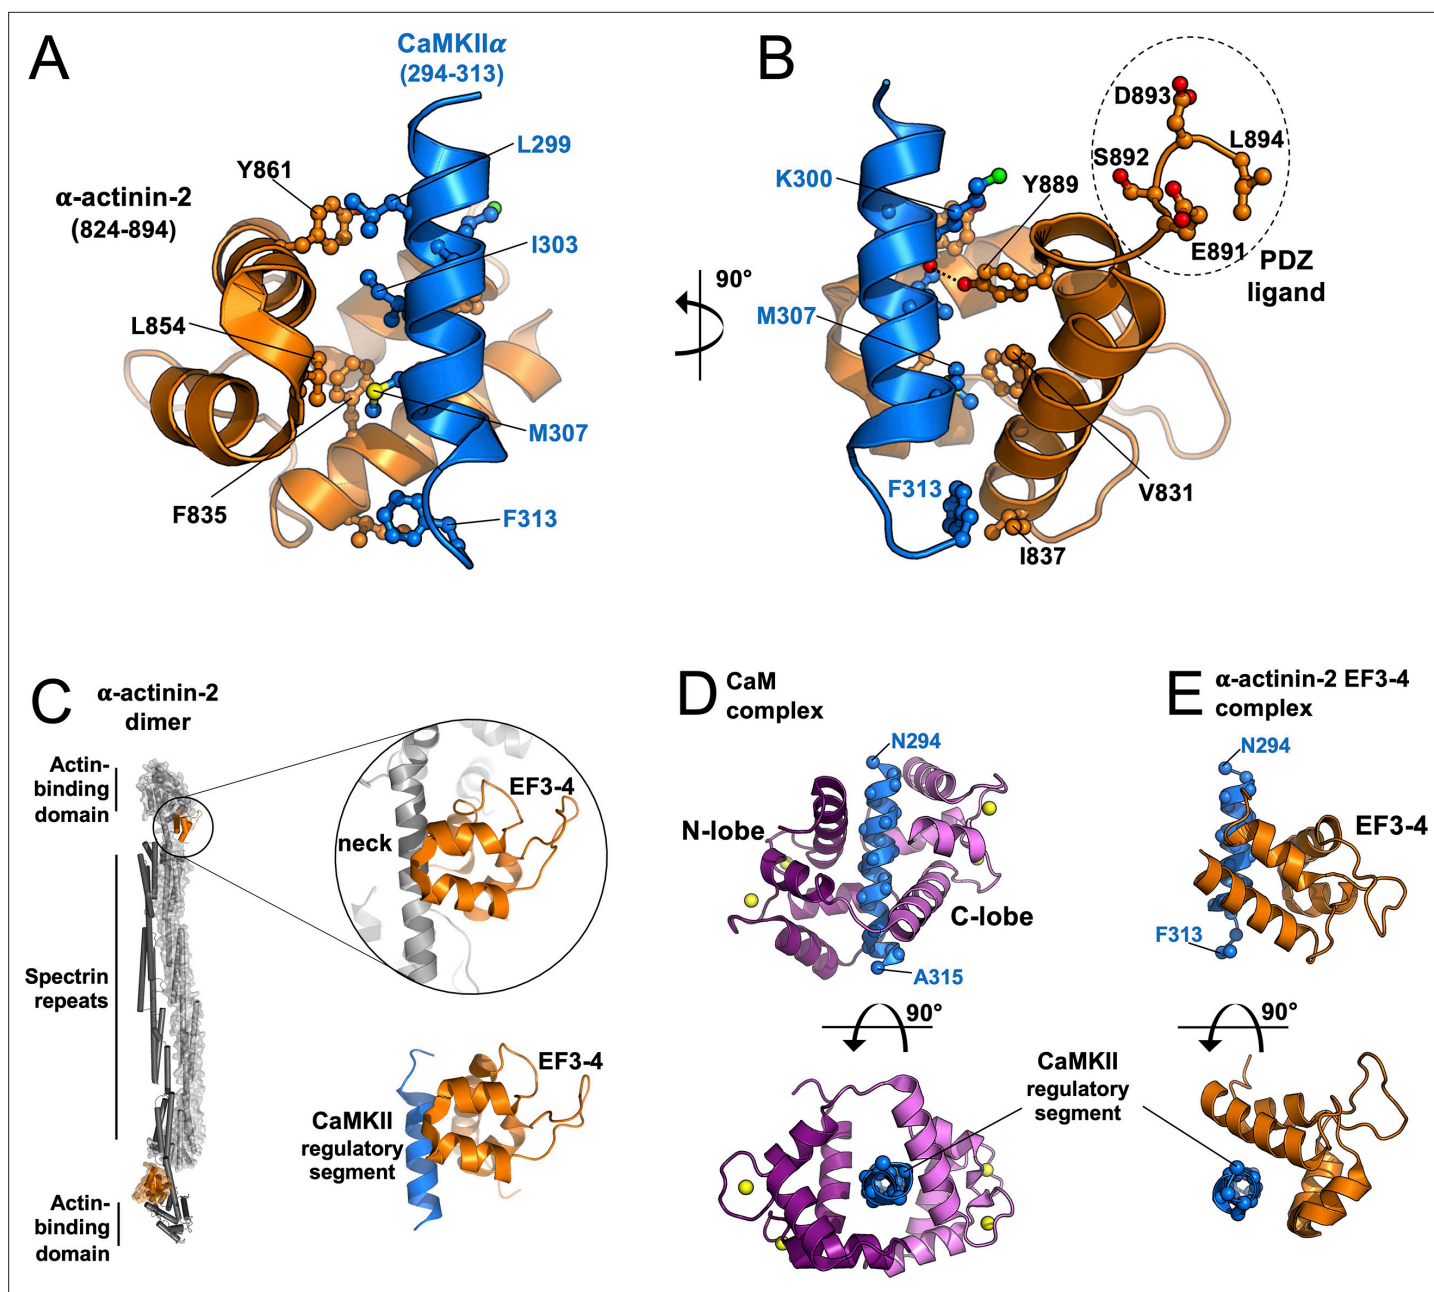 A
CaMKIIα
(294-313)
L299
Y861
α-actinin-2
(824-894)
I303
L854
M307
F835
F313
90°
B
D893
L894
S892
K300
Y889
E891
PDZ
ligand
M307
F313
V831
I837
C
α-actinin-2
dimer
Actin-
binding
domain
EF3-4
neck
Spectrin
repeats
EF3-4
CaMKII
regulatory
segment
Actin-
binding
domain
D
CaM
complex
N294
N-lobe
C-lobe
A315
90°
E
α-actinin-2 EF3-4
complex
N294
EF3-4
F313
90°
CaMKII
regulatory
segment